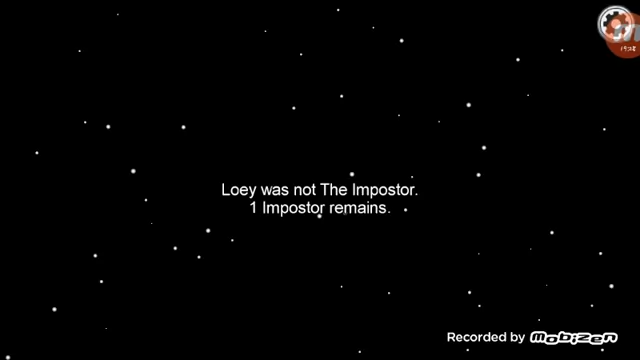 Loey was not The Impostor.
1 Impostor remains.
Recorded by Mobizen